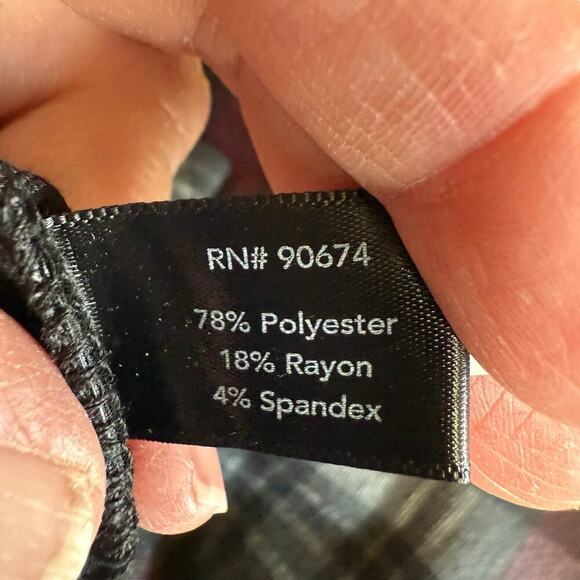 RN# 90674
78% Polyester
18% Rayon
4% Spandex